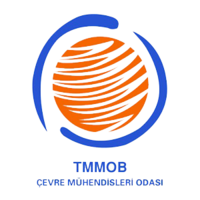 TMMOB
ÇEVRE MÜHENDİSLERİ ODASI